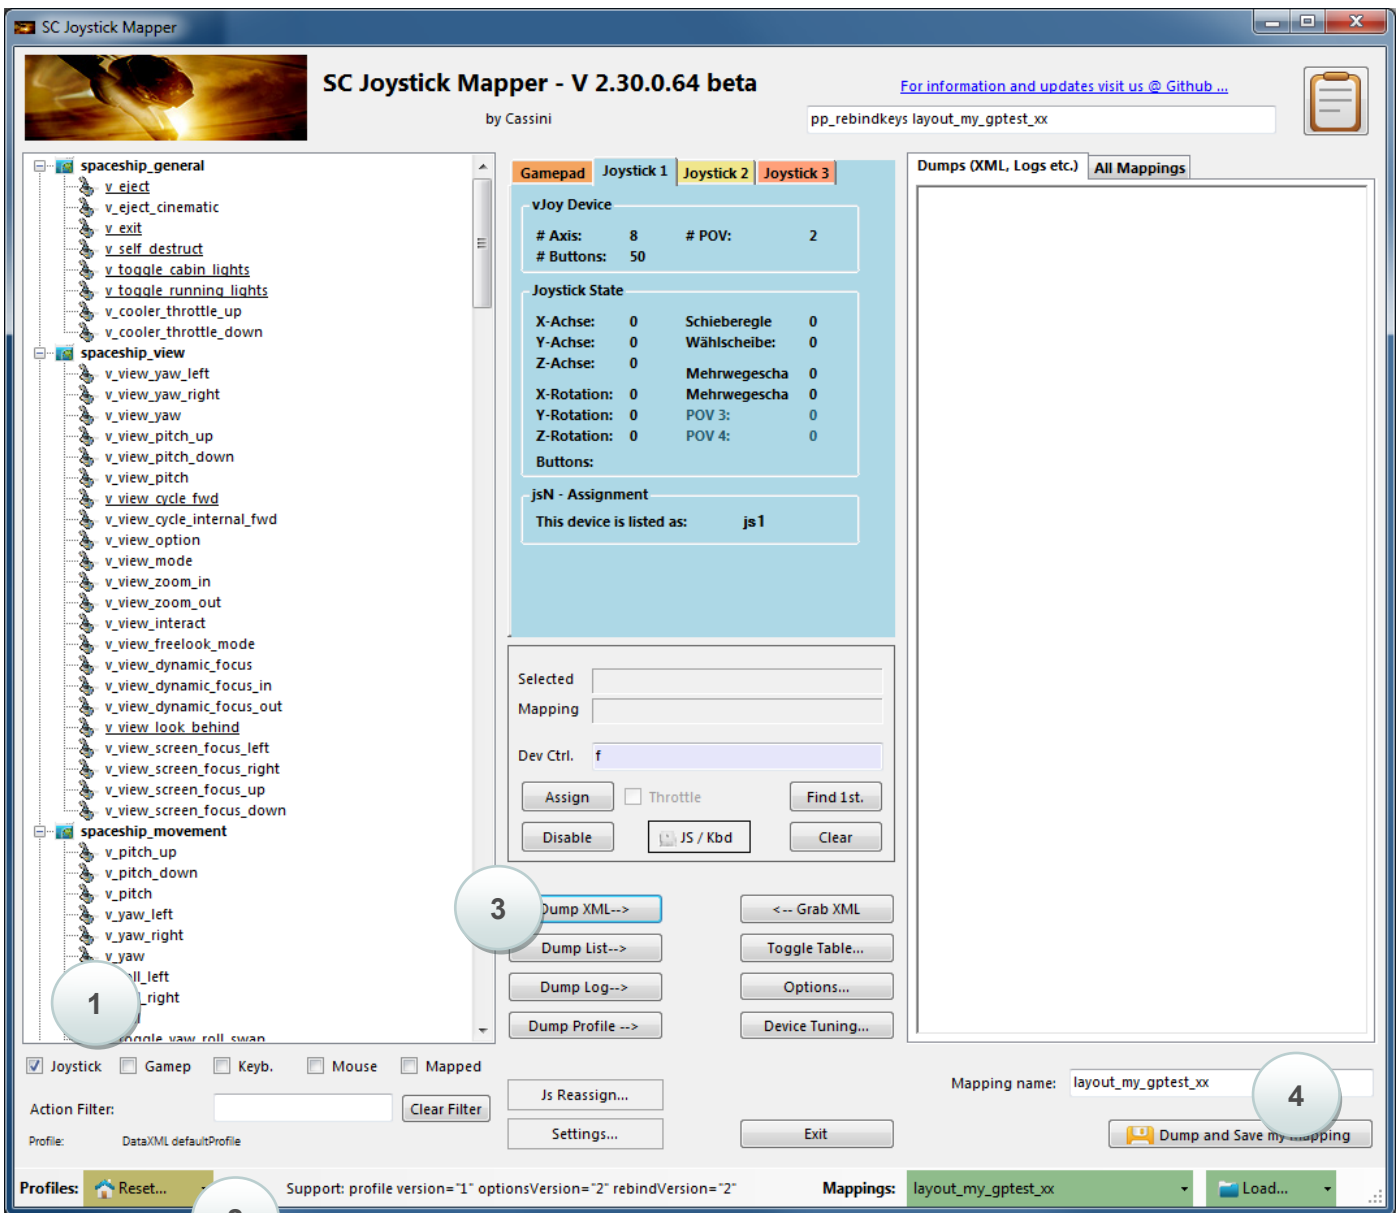 SC Joystick Mapper
SC Joystick Mapper - V 2.30.0.64 beta
by Cassini
For information and updates visit us @ Github ...
pp_rebindkeys layout_my_gptest_xx
spaceship_general
v_eject
v_eject_cinematic
v_exit
v_self_destruct
v_toggle_cabin_lights
v_toggle_running_lights
v_cooler_throttle_up
v_cooler_throttle_down
spaceship_view
v_view_yaw_left
v_view_yaw_right
v_view_yaw
v_view_pitch_up
v_view_pitch_down
v_view_pitch
v_view_cycle_fwd
v_view_cycle_internal_fwd
v_view_option
v_view_mode
v_view_zoom_in
v_view_zoom_out
v_view_interact
v_view_freelook_mode
v_view_dynamic_focus
v_view_dynamic_focus_in
v_view_dynamic_focus_out
v_view_look_behind
v_view_screen_focus_left
v_view_screen_focus_right
v_view_screen_focus_up
v_view_screen_focus_down
spaceship_movement
v_pitch_up
v_pitch_down
v_pitch
v_yaw_left
v_yaw_right
v_yaw
_left
_right
toggle_yaw_roll_swan
1
Joystick Gamep Keyb. Mouse Mapped
Action Filter: Clear Filter
Profile: DataXML defaultProfile
Gamepad Joystick 1 Joystick 2 Joystick 3
vJoy Device
# Axis: 8 # POV: 2
# Buttons: 50
Joystick State
X-Achse: 0 Schieberegle 0
Y-Achse: 0 Wählscheibe: 0
Z-Achse: 0
Mehrwegescha 0
X-Rotation: 0 Mehrwegescha 0
Y-Rotation: 0 POV 3: 0
Z-Rotation: 0 POV 4: 0
Buttons:
jsN - Assignment
This device is listed as: js1
Selected
Mapping
Dev Ctrl. f
Assign Throttle Find 1st.
Disable JS / Kbd Clear
3
Dump XML--> <-- Grab XML
Dump List--> Toggle Table...
Dump Log--> Options...
Dump Profile --> Device Tuning...
Js Reassign...
Settings... Exit
Dumps (XML, Logs etc.) All Mappings
Mapping name: layout_my_gptest_xx
4
Dump and Save my Mapping
Profiles: Reset... Support: profile version="1" optionsVersion="2" rebindVersion="2" Mappings: layout_my_gptest_xx Load...